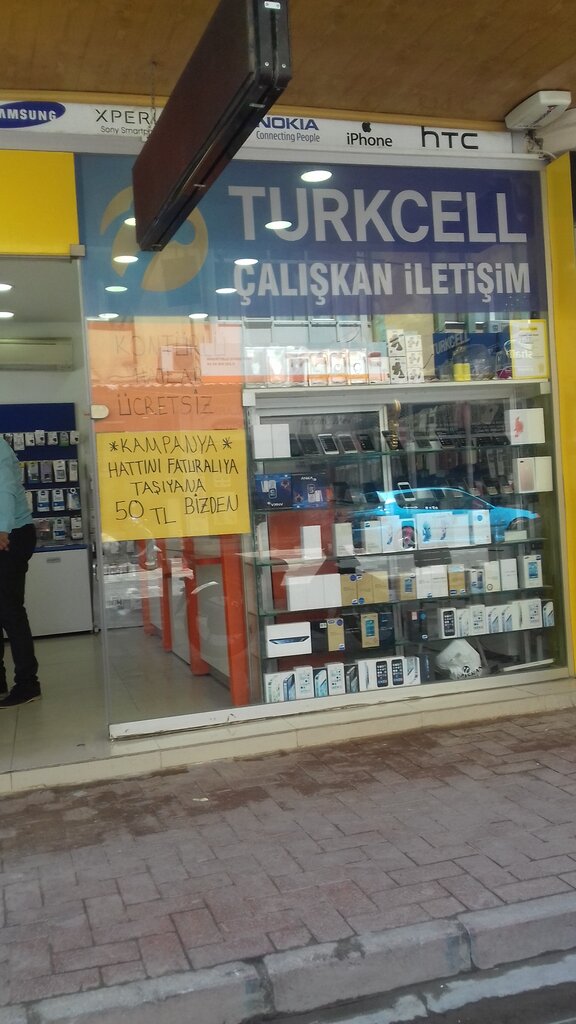 SAMSUNG
XPERIA
Sony Smartphone
NOKIA
Connecting People
iPhone
hTC
TURKCELL
ÇALIŞKAN İLETİŞİM
TURKCELL
ÜCRETSİZ
*KAMPANYA*
HATTINI FATURALIYA
TAŞIYANA
50 TL BİZDEN